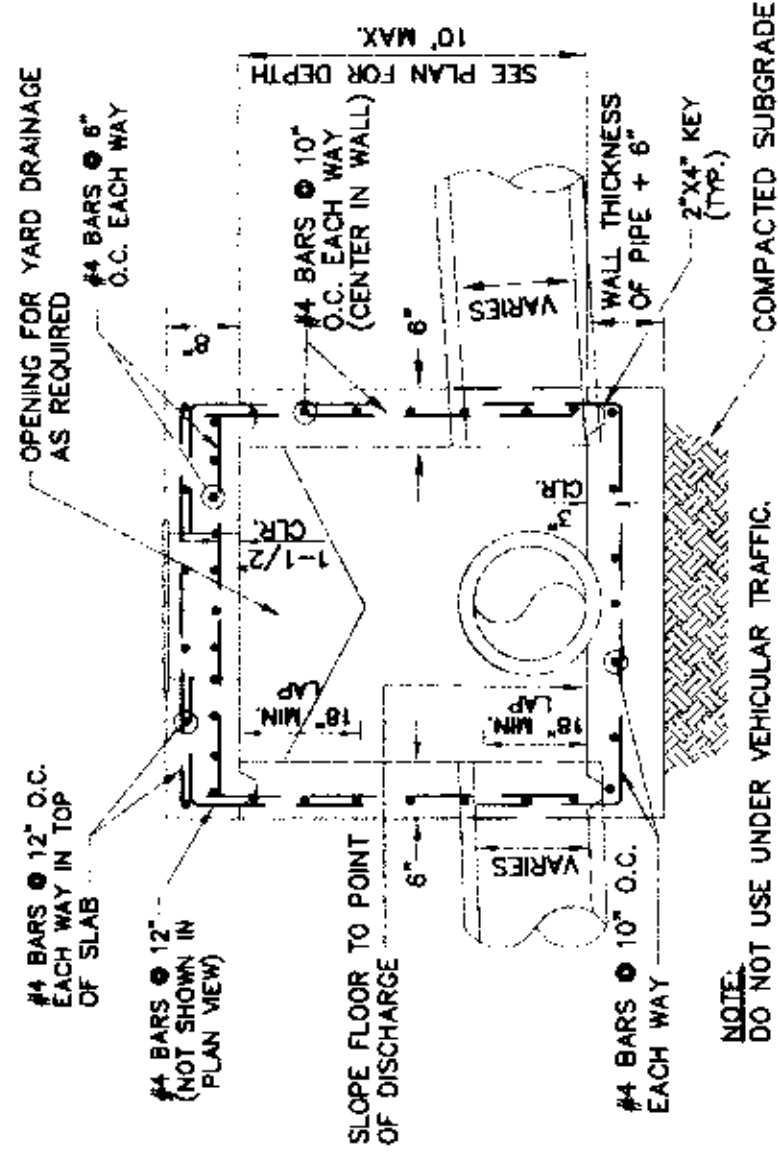 OPENING FOR YARD DRAINAGE
AS REQUIRED
#4 BARS @ 6"
O.C. EACH WAY
#4 BARS @ 12" O.C.
EACH WAY IN TOP
OF SLAB
8"
#4 BARS @ 12"
(NOT SHOWN IN
PLAN VIEW)
1-1/2"
CLR.
#4 BARS @ 10"
O.C. EACH WAY
(CENTER IN WALL)
SEE PLAN FOR DEPTH
10' MAX.
18" MIN.
LAP
18" MIN.
LAP
SLOPE FLOOR TO POINT
OF DISCHARGE
6"
6"
VARIES
VARIES
3"
CLR.
WALL THICKNESS
OF PIPE + 6"
2"X4" KEY
(TYP.)
#4 BARS @ 10" O.C.
EACH WAY
COMPACTED SUBGRADE
NOTE:
DO NOT USE UNDER VEHICULAR TRAFFIC.